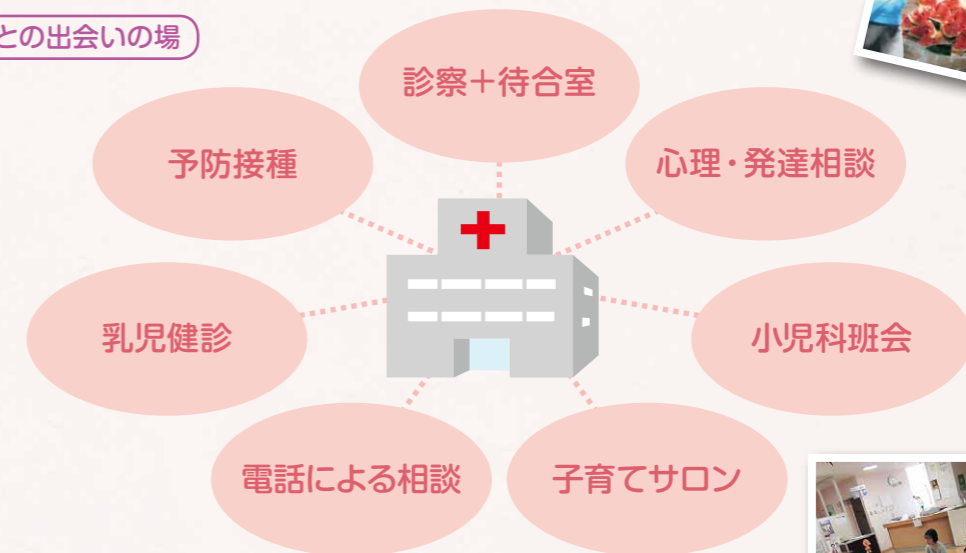 との出会いの場
診察＋待合室
予防接種
心理・発達相談
乳児健診
小児科班会
電話による相談
子育てサロン